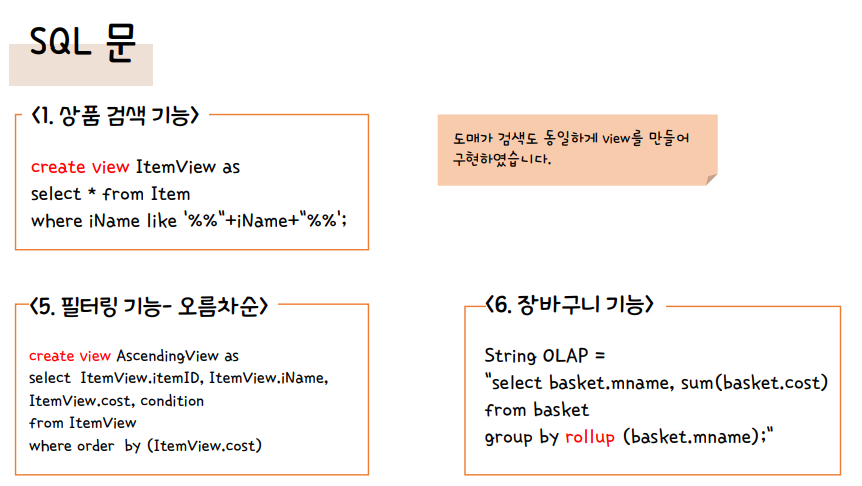 SQL 문
<1. 상품 검색 기능>
create view ItemView as
select * from Item
where iName like '%%"+iName+"%%';
도매가 검색도 동일하게 view를 만들어
구현하였습니다.
<5. 필터링 기능- 오름차순>
create view AscendingView as
select ItemView.itemID, ItemView.iName,
ItemView.cost, condition
from ItemView
where order by (ItemView.cost)
<6. 장바구니 기능>
String OLAP =
"select basket.mname, sum(basket.cost)
from basket
group by rollup (basket.mname);"